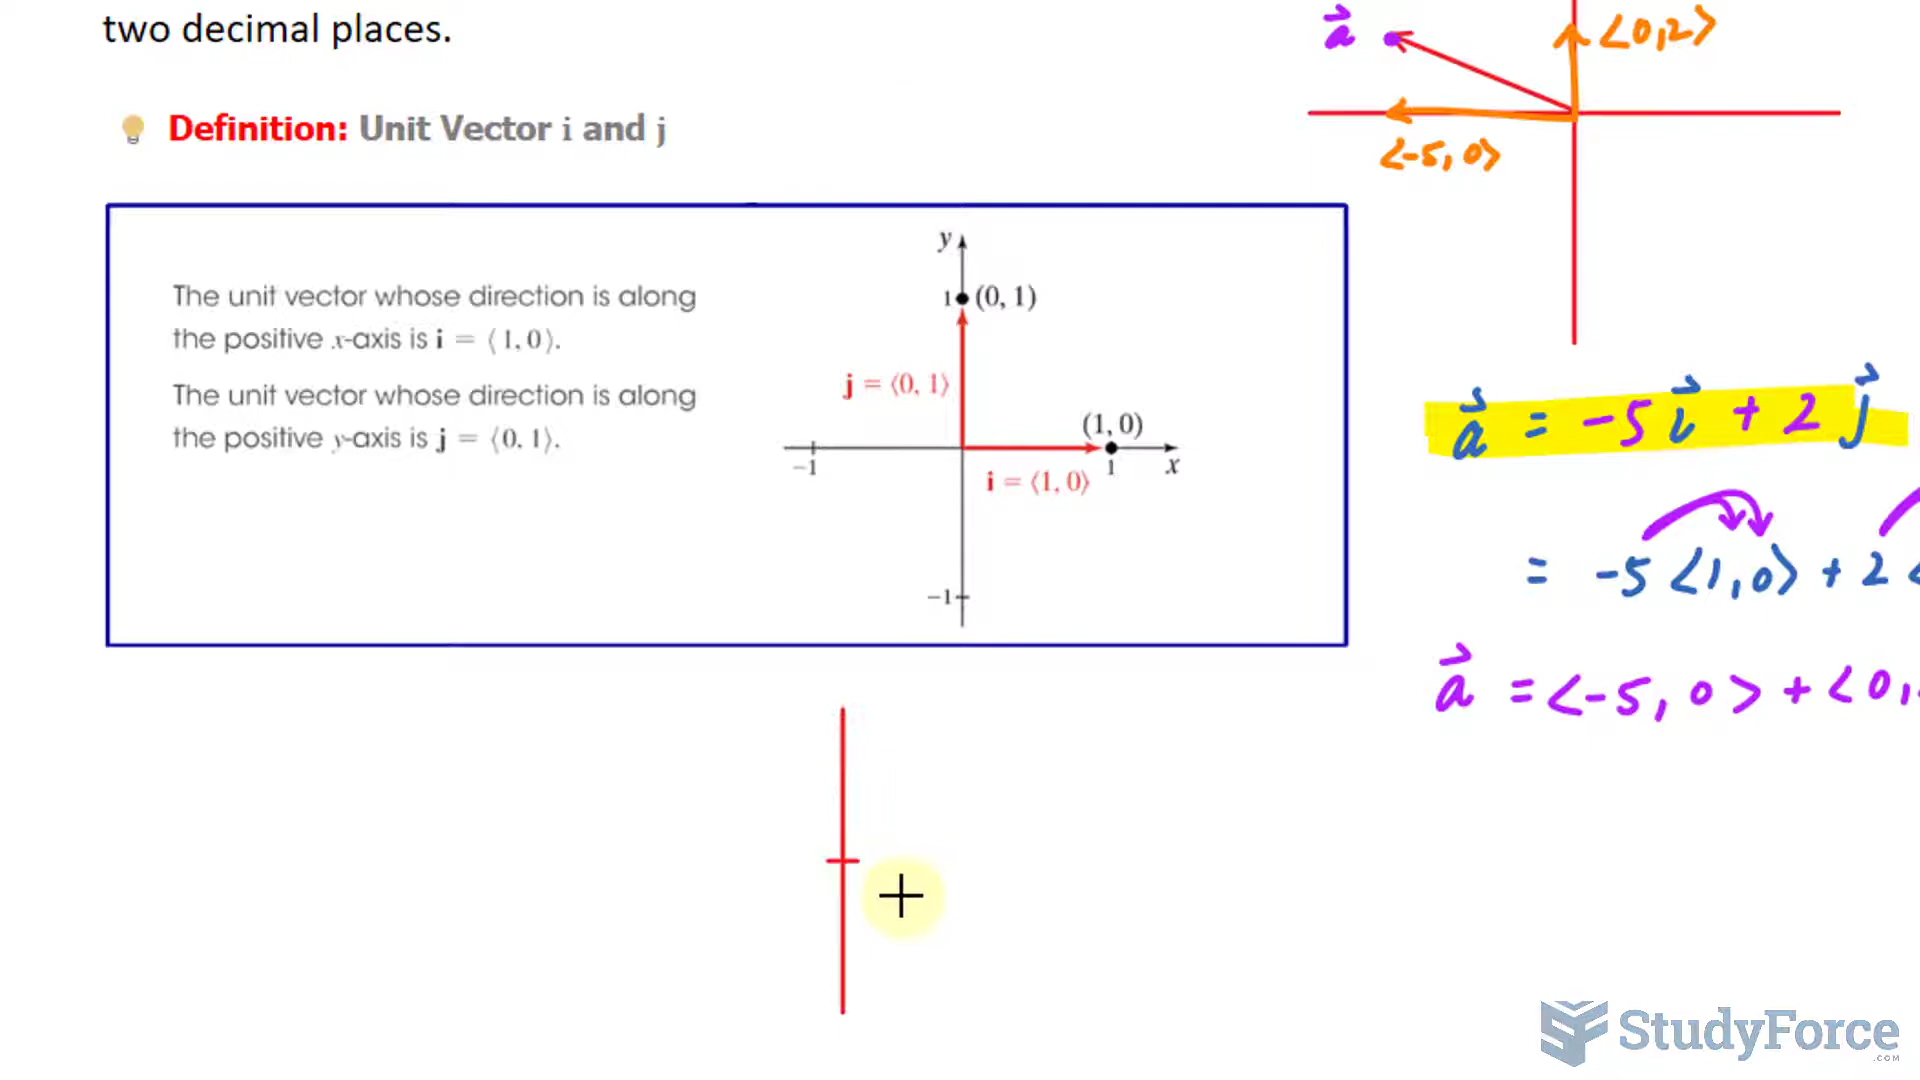 two decimal places.
Definition: Unit Vector i and j
The unit vector whose direction is along
the positive x-axis is i = ⟨1, 0⟩.
The unit vector whose direction is along
the positive y-axis is j = ⟨0, 1⟩.
y
1
(0, 1)
j = ⟨0, 1⟩
(1, 0)
-1
1
x
i = ⟨1, 0⟩
-1
a⃗
<0,2>
<-5, 0>
a⃗ = -5 i⃗ + 2 j⃗
= -5 <1, 0> + 2 <
a⃗ = <-5, 0> + <0,
StudyForce
.COM